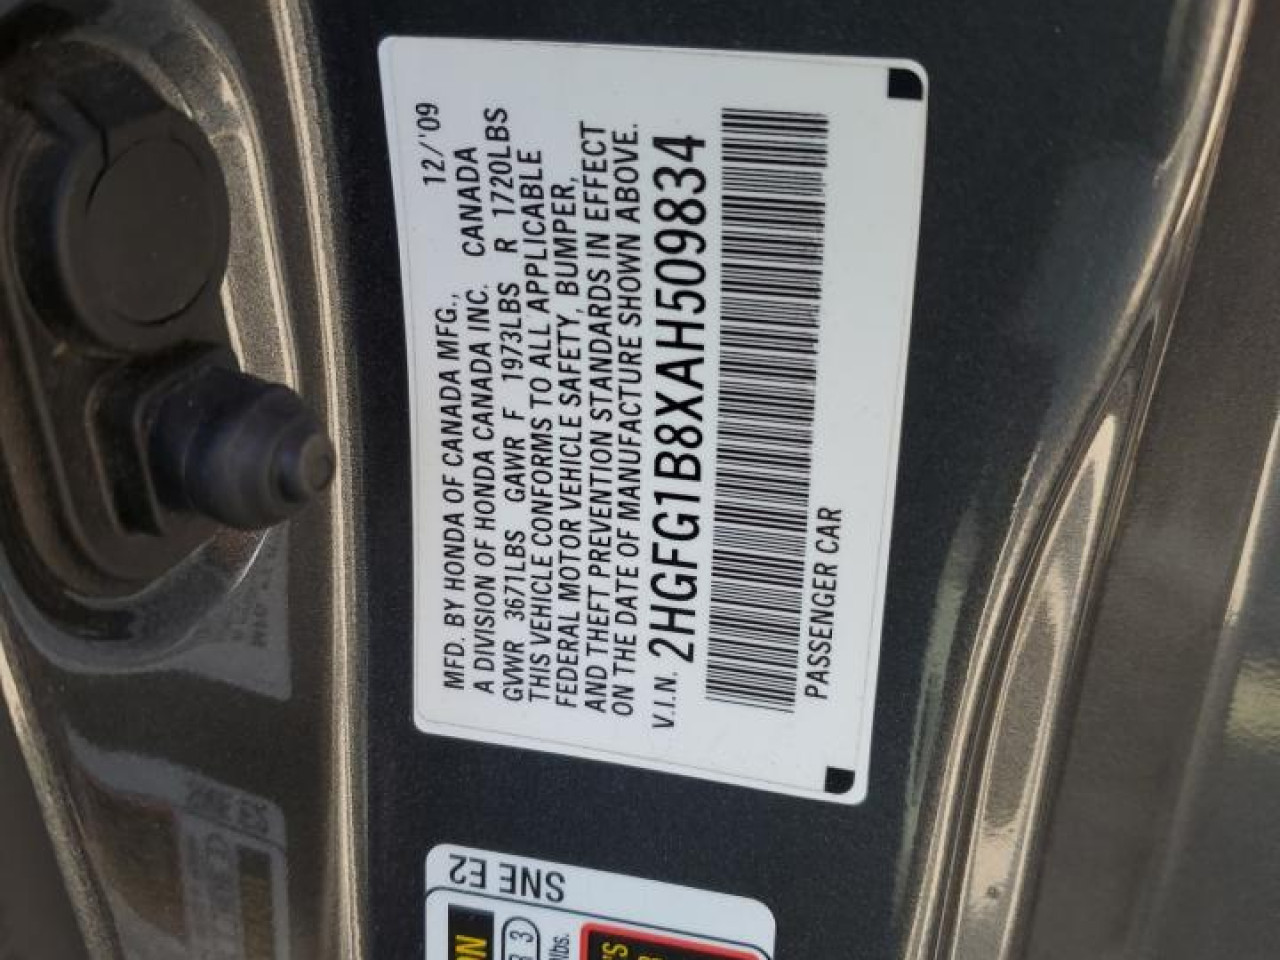 MFD. BY HONDA OF CANADA MFG., 12/'09
A DIVISION OF HONDA CANADA INC. CANADA
GVWR 3671LBS GAWR F 1973LBS R 1720LBS
THIS VEHICLE CONFORMS TO ALL APPLICABLE
FEDERAL MOTOR VEHICLE SAFETY, BUMPER,
AND THEFT PREVENTION STANDARDS IN EFFECT
ON THE DATE OF MANUFACTURE SHOWN ABOVE.
V.I.N. 2HGFG1B8XAH509834
PASSENGER CAR
SNE E2